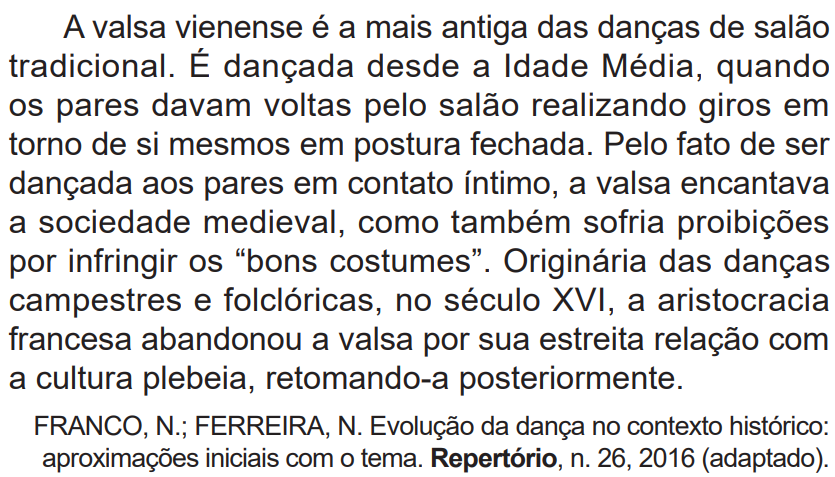 A valsa vienense é a mais antiga das danças de salão
tradicional. É dançada desde a Idade Média, quando
os pares davam voltas pelo salão realizando giros em
torno de si mesmos em postura fechada. Pelo fato de ser
dançada aos pares em contato íntimo, a valsa encantava
a sociedade medieval, como também sofria proibições
por infringir os “bons costumes”. Originária das danças
campestres e folclóricas, no século XVI, a aristocracia
francesa abandonou a valsa por sua estreita relação com
a cultura plebeia, retomando-a posteriormente.
FRANCO, N.; FERREIRA, N. Evolução da dança no contexto histórico:
aproximações iniciais com o tema. Repertório, n. 26, 2016 (adaptado).